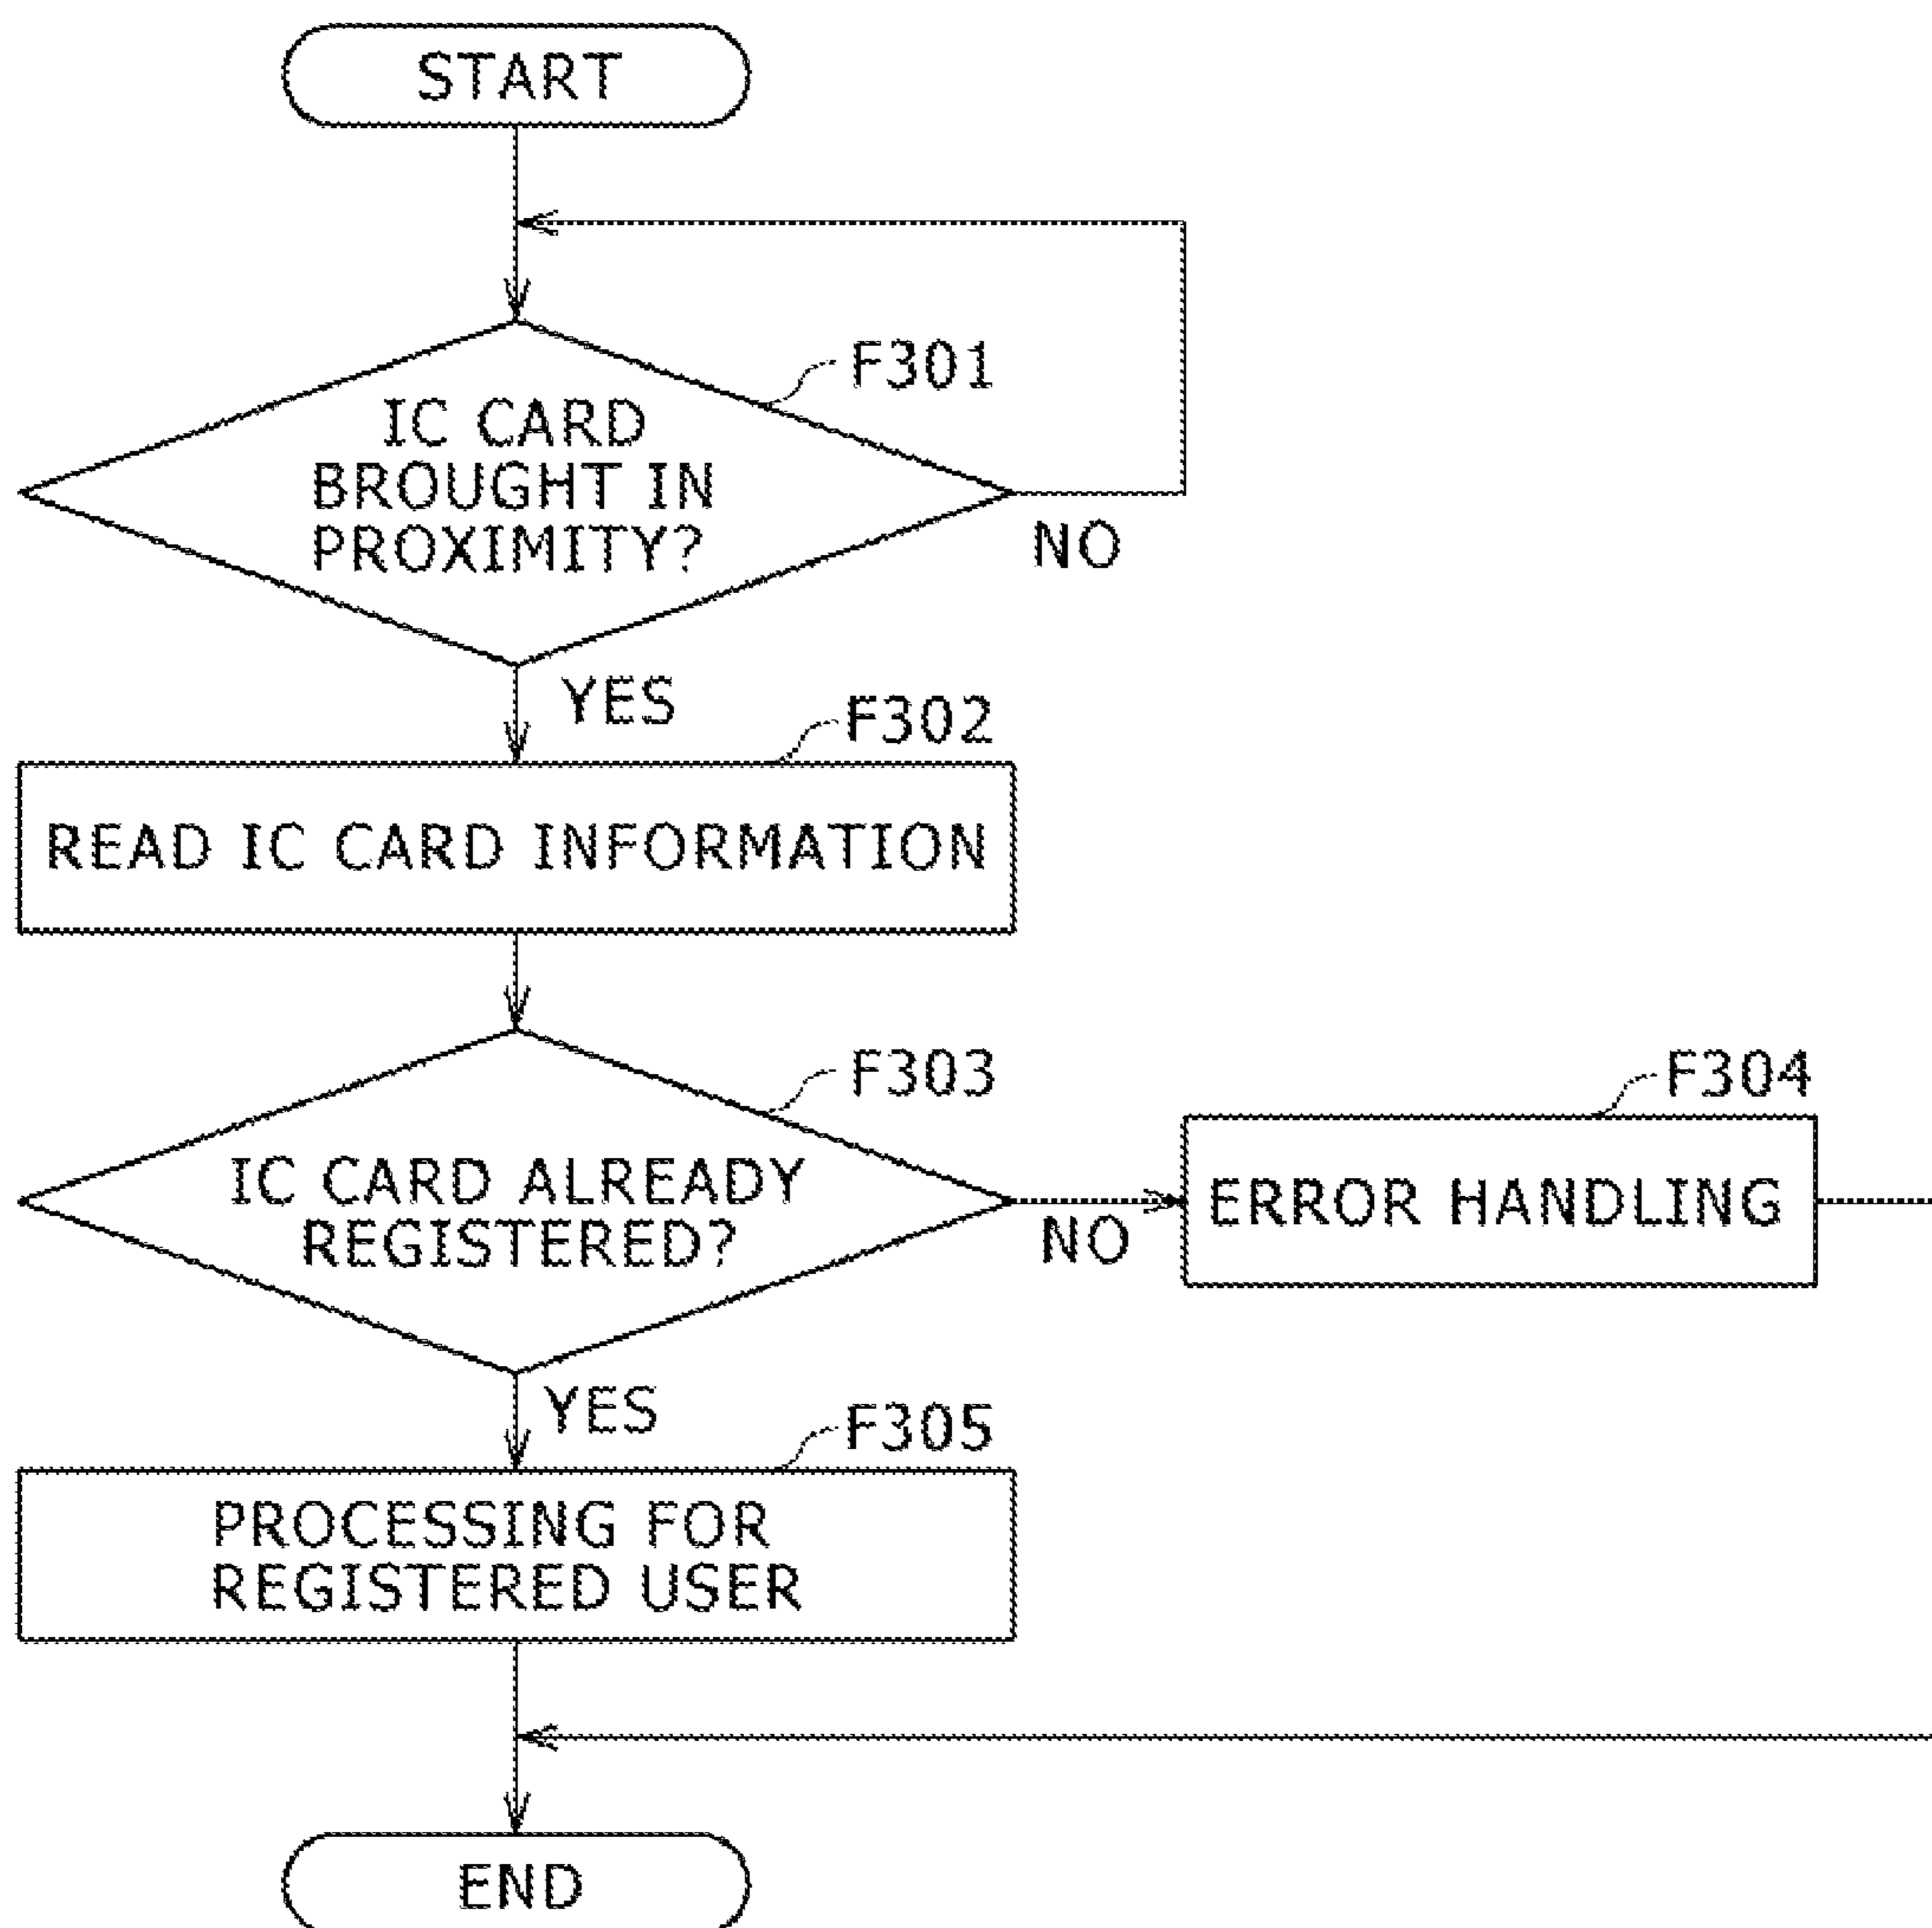 START
F301
IC CARD
BROUGHT IN
PROXIMITY?
NO
YES
F302
READ IC CARD INFORMATION
F303
IC CARD ALREADY
REGISTERED?
NO
F304
ERROR HANDLING
YES
F305
PROCESSING FOR
REGISTERED USER
END